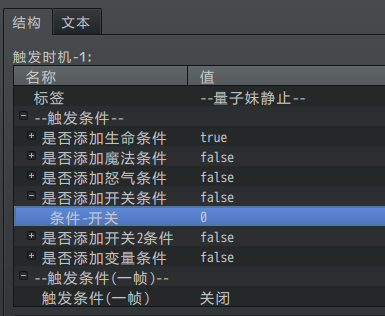 结构 文本
触发时机-1:
名称 值
标签 --量子妹静止--
--触发条件--
是否添加生命条件 true
是否添加魔法条件 false
是否添加怒气条件 false
是否添加开关条件 false
条件-开关 0
是否添加开关2条件 false
是否添加变量条件 false
--触发条件(一帧)--
触发条件(一帧) 关闭